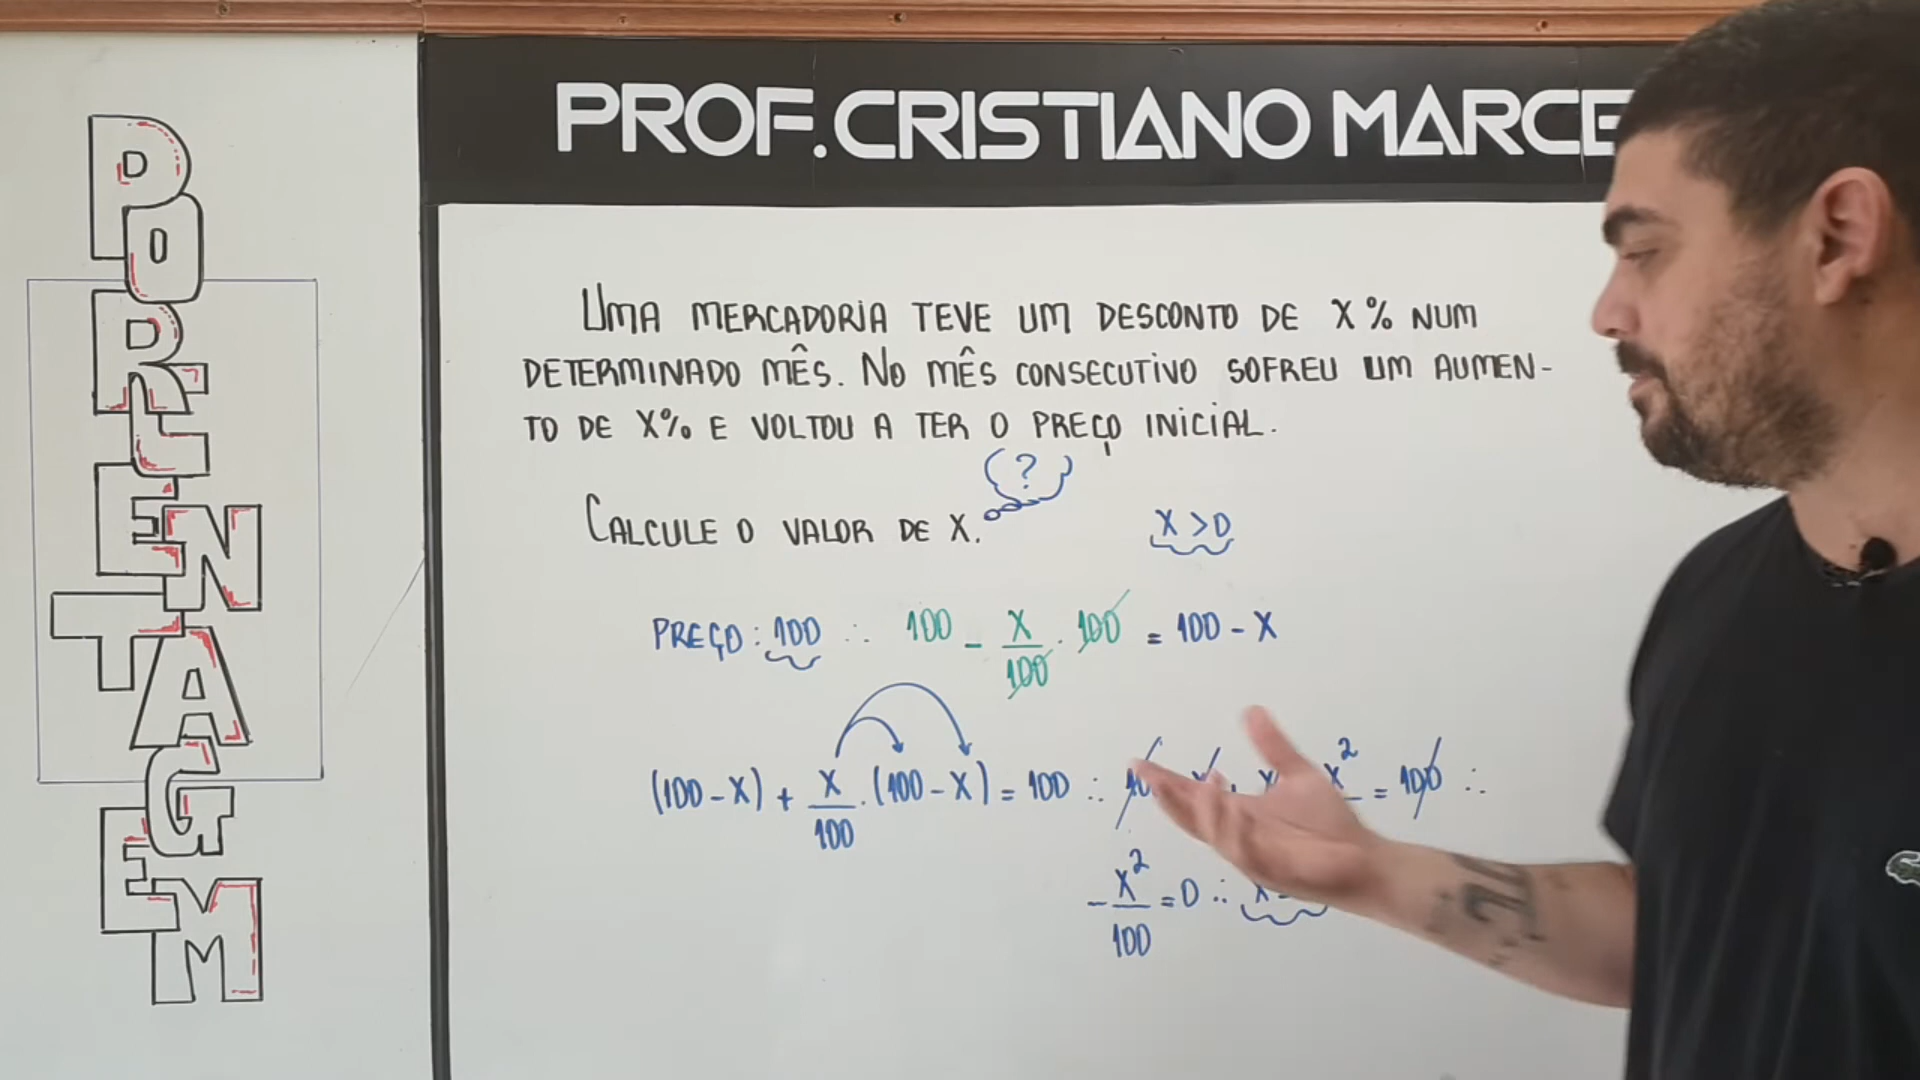 PORCENTAGEM
PROF.CRISTIANO MARCE
UMA MERCADORIA TEVE UM DESCONTO DE X% NUM
DETERMINADO MÊS. NO MÊS CONSECUTIVO SOFREU UM AUMEN-
TO DE X% E VOLTOU A TER O PREÇO INICIAL.
?
CALCULE O VALOR DE X.
X > 0
PREÇO: 100 ∴ 100 - X/100 . 100 = 100 - X
(100 - X) + X/100 . (100 - X) = 100 ∴ X² = 100 ∴
- X²/100 = 0 ∴ X